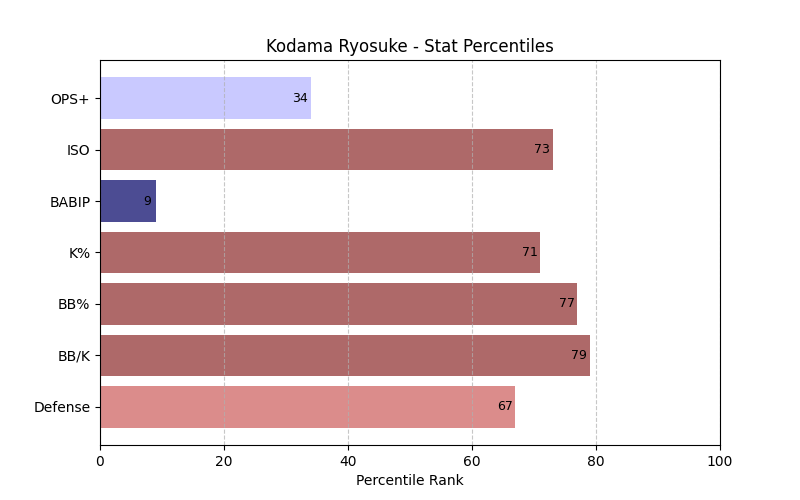 Kodama Ryosuke - Stat Percentiles
OPS+ 34
ISO 73
BABIP 9
K% 71
BB% 77
BB/K 79
Defense 67
0 20 40 60 80 100
Percentile Rank